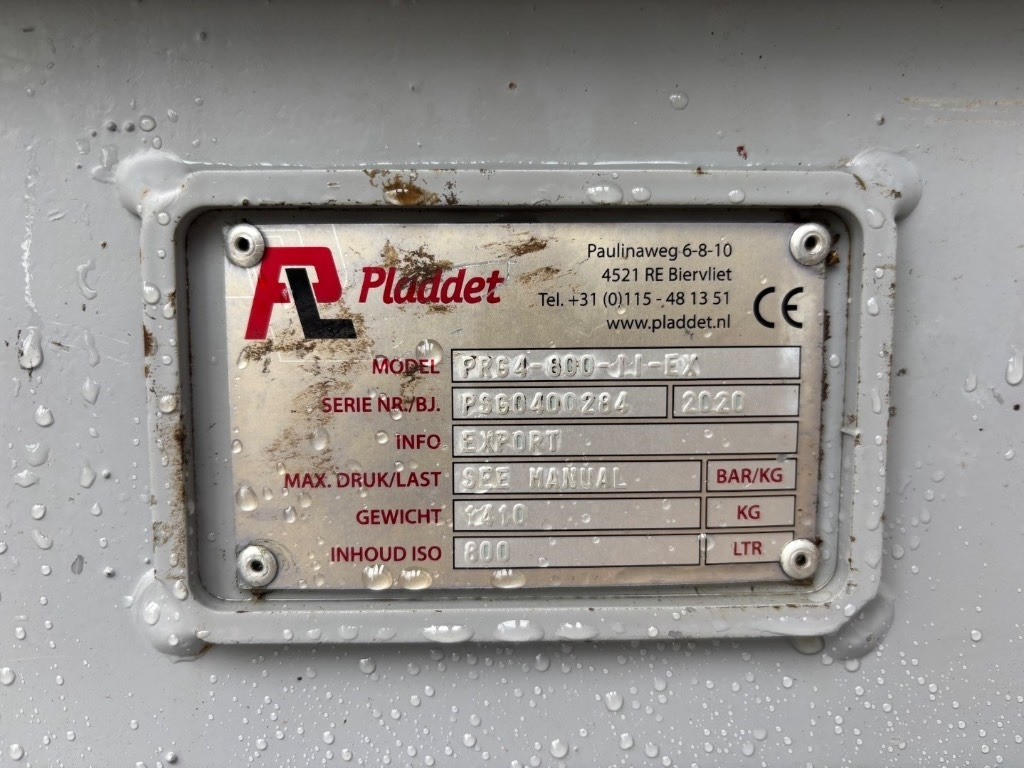 PL Pladdet
Paulinaweg 6-8-10
4521 RE Biervliet
Tel. +31 (0)115 - 48 13 51
www.pladdet.nl
CE
MODEL PRG4-800-JJ-EX
SERIE NR./BJ. PSG0400284 2020
INFO EXPORT
MAX. DRUK/LAST SEE MANUAL BAR/KG
GEWICHT 1410 KG
INHOUD ISO 800 LTR